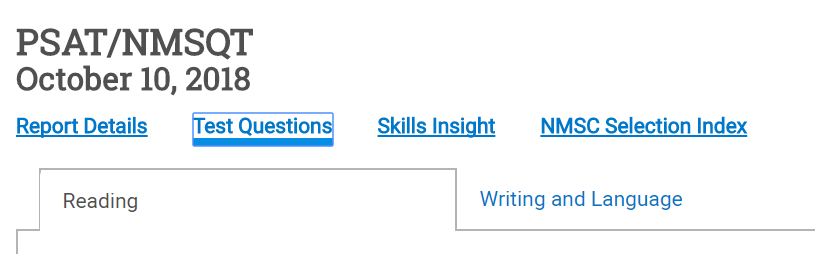 PSAT/NMSQT
October 10, 2018
Report Details Test Questions Skills Insight NMSC Selection Index
Reading Writing and Language